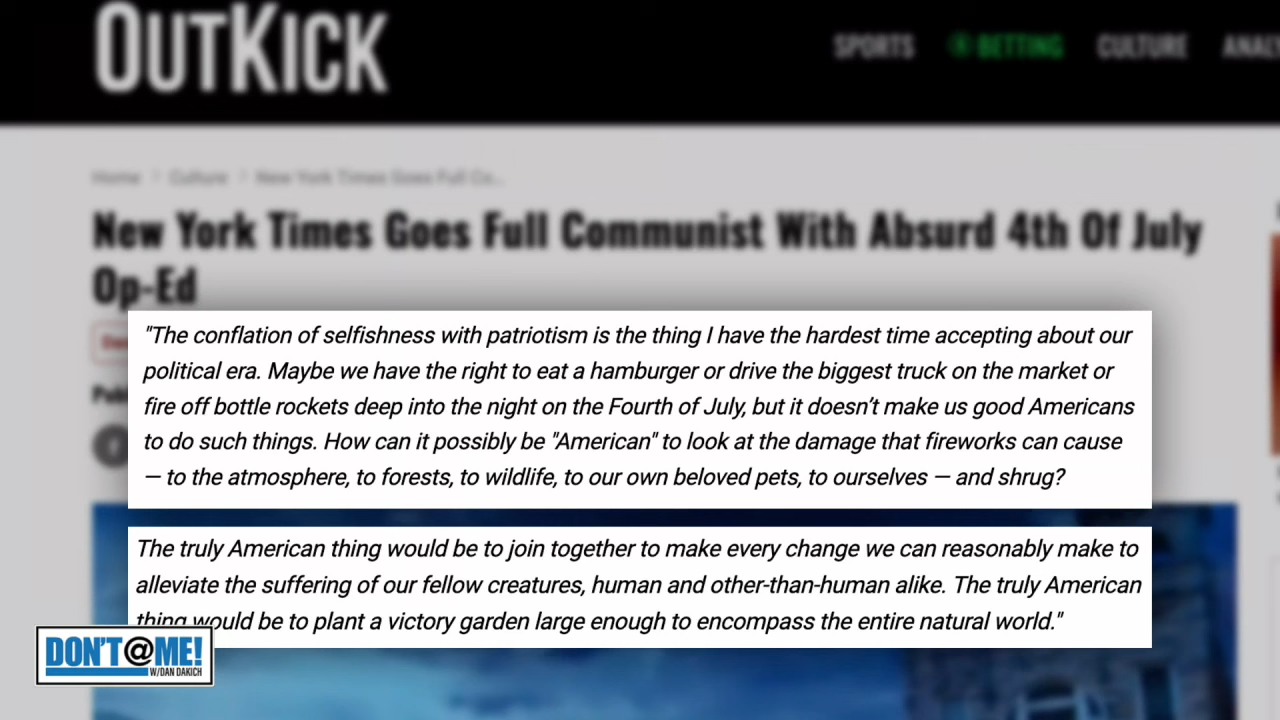 OUTKICK
SPORTS BETTING CULTURE
Home Culture New York Times Goes Full Co...
New York Times Goes Full Communist With Absurd 4th Of July
Op-Ed
"The conflation of selfishness with patriotism is the thing I have the hardest time accepting about our
political era. Maybe we have the right to eat a hamburger or drive the biggest truck on the market or
fire off bottle rockets deep into the night on the Fourth of July, but it doesn’t make us good Americans
to do such things. How can it possibly be "American" to look at the damage that fireworks can cause
— to the atmosphere, to forests, to wildlife, to our own beloved pets, to ourselves — and shrug?
The truly American thing would be to join together to make every change we can reasonably make to
alleviate the suffering of our fellow creatures, human and other-than-human alike. The truly American
thing would be to plant a victory garden large enough to encompass the entire natural world."
DON'T @ ME!
W/DAN DAKICH